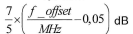 7/5 × (f_offset/MHz − 0,05) dB